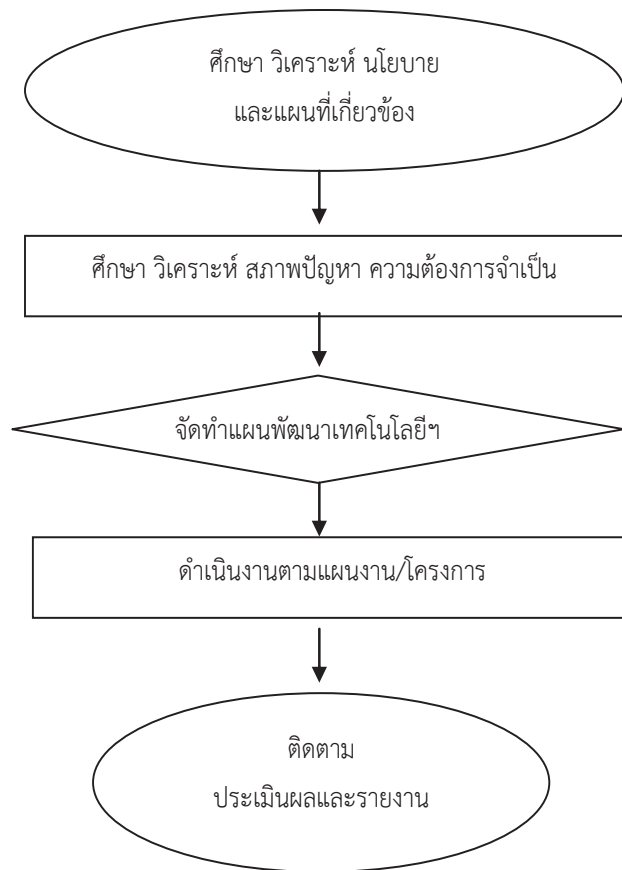 ศึกษา วิเคราะห์ นโยบาย
และแผนที่เกี่ยวข้อง
ศึกษา วิเคราะห์ สภาพปัญหา ความต้องการจำเป็น
จัดทำแผนพัฒนาเทคโนโลยีฯ
ดำเนินงานตามแผนงาน/โครงการ
ติดตาม
ประเมินผลและรายงาน